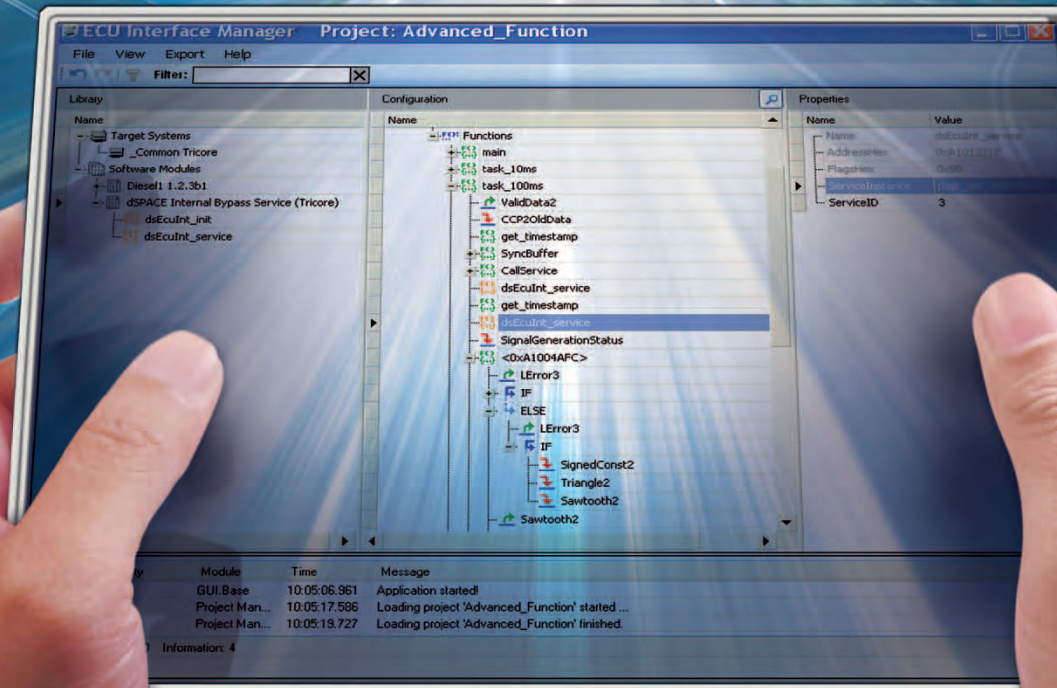 ECU Interface Manager Project: Advanced_Function
File View Export Help
Filter:
Library
Name
Target Systems
_Common Tricore
Software Modules
Diesel1 1.2.3b1
dSPACE Internal Bypass Service (Tricore)
dsEcuInt_init
dsEcuInt_service
Configuration
Name
Functions
main
task_10ms
task_100ms
ValidData2
CCP2OldData
get_timestamp
SyncBuffer
CallService
dsEcuInt_service
get_timestamp
dsEcuInt_service
SignalGenerationStatus
<0xA1004AFC>
LError3
IF
ELSE
LError3
IF
SignedConst2
Triangle2
Sawtooth2
Sawtooth2
Properties
Name Value
Name dsEcuInt_service
AddressHex
FlagsHex
ServiceInstance
ServiceID 3
Module Time Message
GUI.Base 10:05:06.961 Application started!
Project Man... 10:05:17.586 Loading project 'Advanced_Function' started ...
Project Man... 10:05:19.727 Loading project 'Advanced_Function' finished.
Information: 4